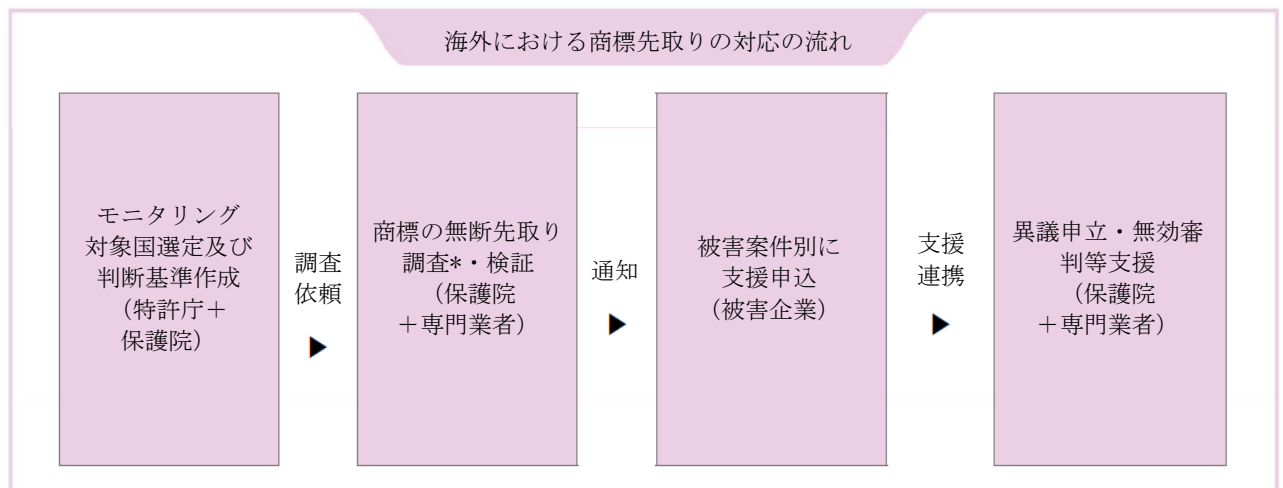 海外における商標先取りの対応の流れ
モニタリング
対象国選定及び
判断基準作成
（特許庁＋
保護院）
調査
依頼
▶
商標の無断先取り
調査*・検証
（保護院
＋専門業者）
通知
▶
被害案件別に
支援申込
（被害企業）
支援
連携
▶
異議申立・無効審
判等支援
（保護院
＋専門業者）